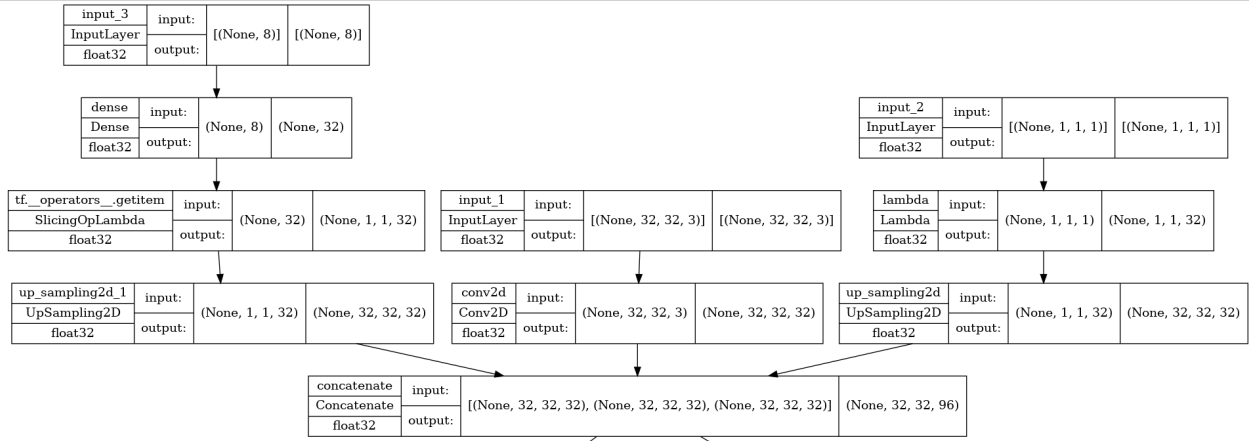 input_3
InputLayer
float32
input:
output:
[(None, 8)]
[(None, 8)]
dense
Dense
float32
input:
output:
(None, 8)
(None, 32)
input_2
InputLayer
float32
input:
output:
[(None, 1, 1, 1)]
[(None, 1, 1, 1)]
tf.__operators__.getitem
SlicingOpLambda
float32
input:
output:
(None, 32)
(None, 1, 1, 32)
input_1
InputLayer
float32
input:
output:
[(None, 32, 32, 3)]
[(None, 32, 32, 3)]
lambda
Lambda
float32
input:
output:
(None, 1, 1, 1)
(None, 1, 1, 32)
up_sampling2d_1
UpSampling2D
float32
input:
output:
(None, 1, 1, 32)
(None, 32, 32, 32)
conv2d
Conv2D
float32
input:
output:
(None, 32, 32, 3)
(None, 32, 32, 32)
up_sampling2d
UpSampling2D
float32
input:
output:
(None, 1, 1, 32)
(None, 32, 32, 32)
concatenate
Concatenate
float32
input:
output:
[(None, 32, 32, 32), (None, 32, 32, 32), (None, 32, 32, 32)]
(None, 32, 32, 96)